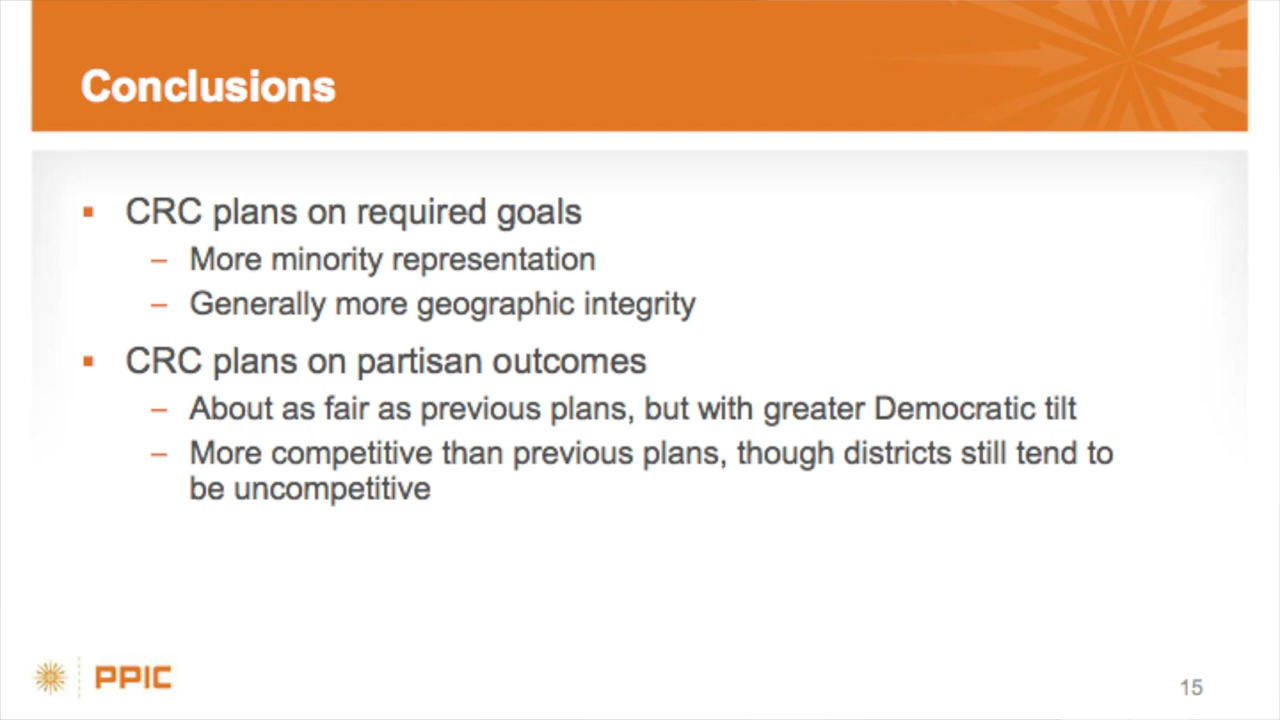 Conclusions
▪ CRC plans on required goals
– More minority representation
– Generally more geographic integrity
▪ CRC plans on partisan outcomes
– About as fair as previous plans, but with greater Democratic tilt
– More competitive than previous plans, though districts still tend to
be uncompetitive
PPIC
15